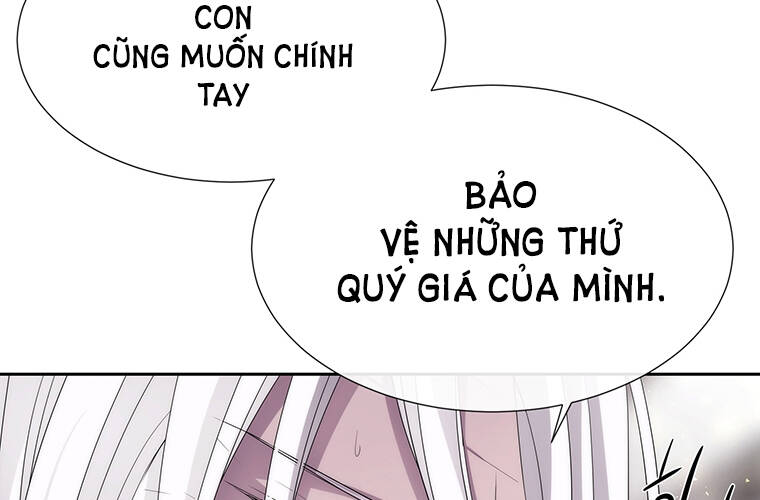 CON
CŨNG MUỐN CHÍNH
TAY
BẢO
VỆ NHỮNG THỨ
QUÝ GIÁ CỦA MÌNH.